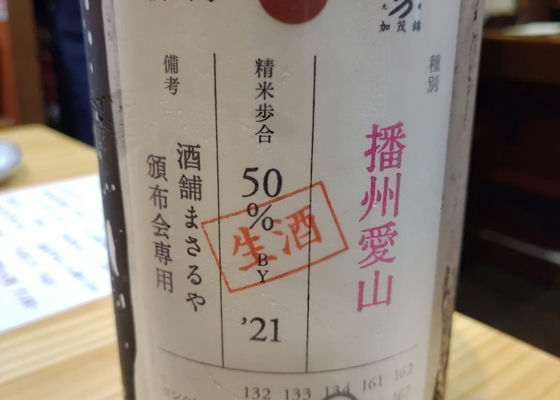 加茂錦
種別
播州愛山
精米歩合
50
%
BY
'21
生酒
備考
酒舗まさるや
頒布会専用
132 133 134 161 162